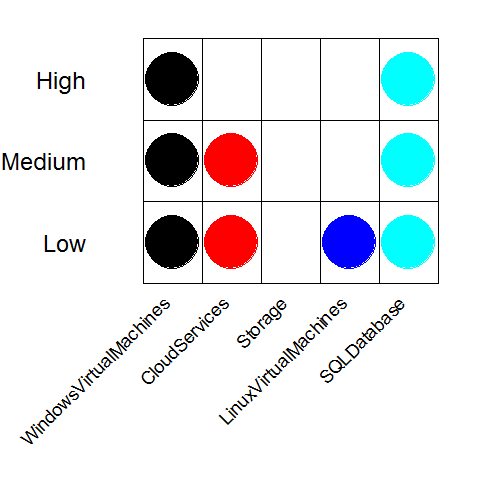 High
Medium
Low
WindowsVirtualMachines
CloudServices
Storage
LinuxVirtualMachines
SQLDatabase